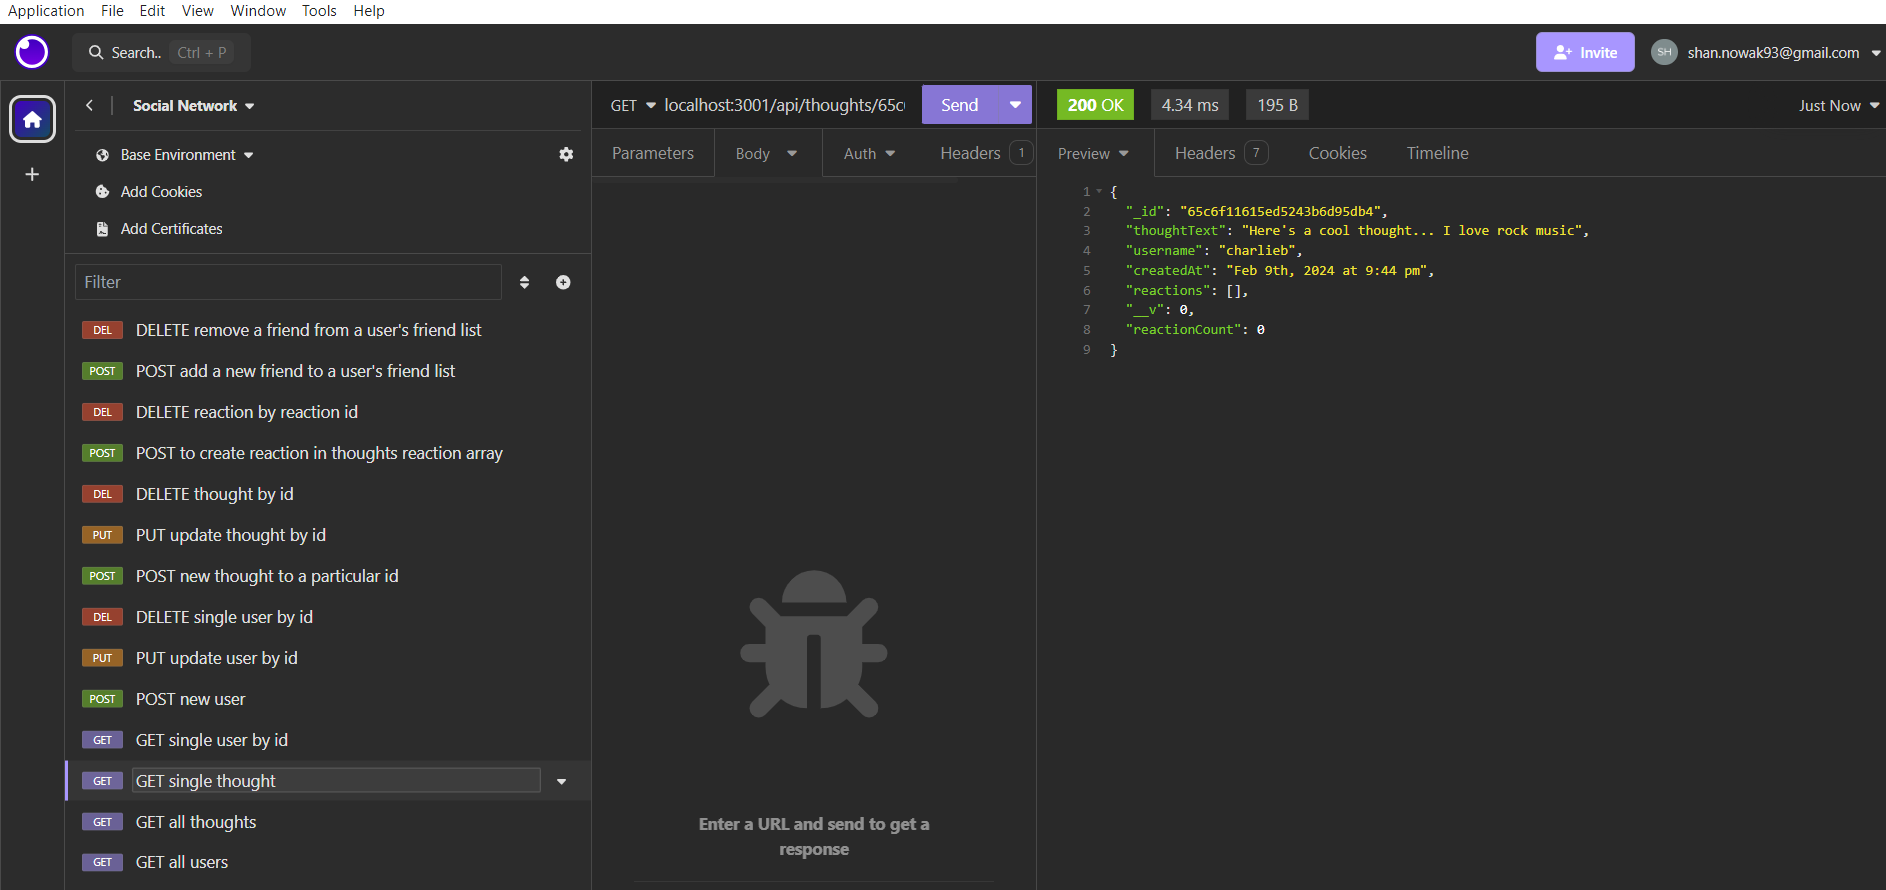 Application File Edit View Window Tools Help
Search.. Ctrl + P
Invite
SH
shan.nowak93@gmail.com
Social Network
Base Environment
Add Cookies
Add Certificates
Filter
DEL DELETE remove a friend from a user's friend list
POST POST add a new friend to a user's friend list
DEL DELETE reaction by reaction id
POST POST to create reaction in thoughts reaction array
DEL DELETE thought by id
PUT PUT update thought by id
POST POST new thought to a particular id
DEL DELETE single user by id
PUT PUT update user by id
POST POST new user
GET GET single user by id
GET GET single thought
GET GET all thoughts
GET GET all users
GET localhost:3001/api/thoughts/65c Send
Parameters Body Auth Headers 1
Enter a URL and send to get a
response
200 OK 4.34 ms 195 B Just Now
Preview Headers 7 Cookies Timeline
1 {
2 "_id": "65c6f11615ed5243b6d95db4",
3 "thoughtText": "Here's a cool thought... I love rock music",
4 "username": "charlieb",
5 "createdAt": "Feb 9th, 2024 at 9:44 pm",
6 "reactions": [],
7 "__v": 0,
8 "reactionCount": 0
9 }